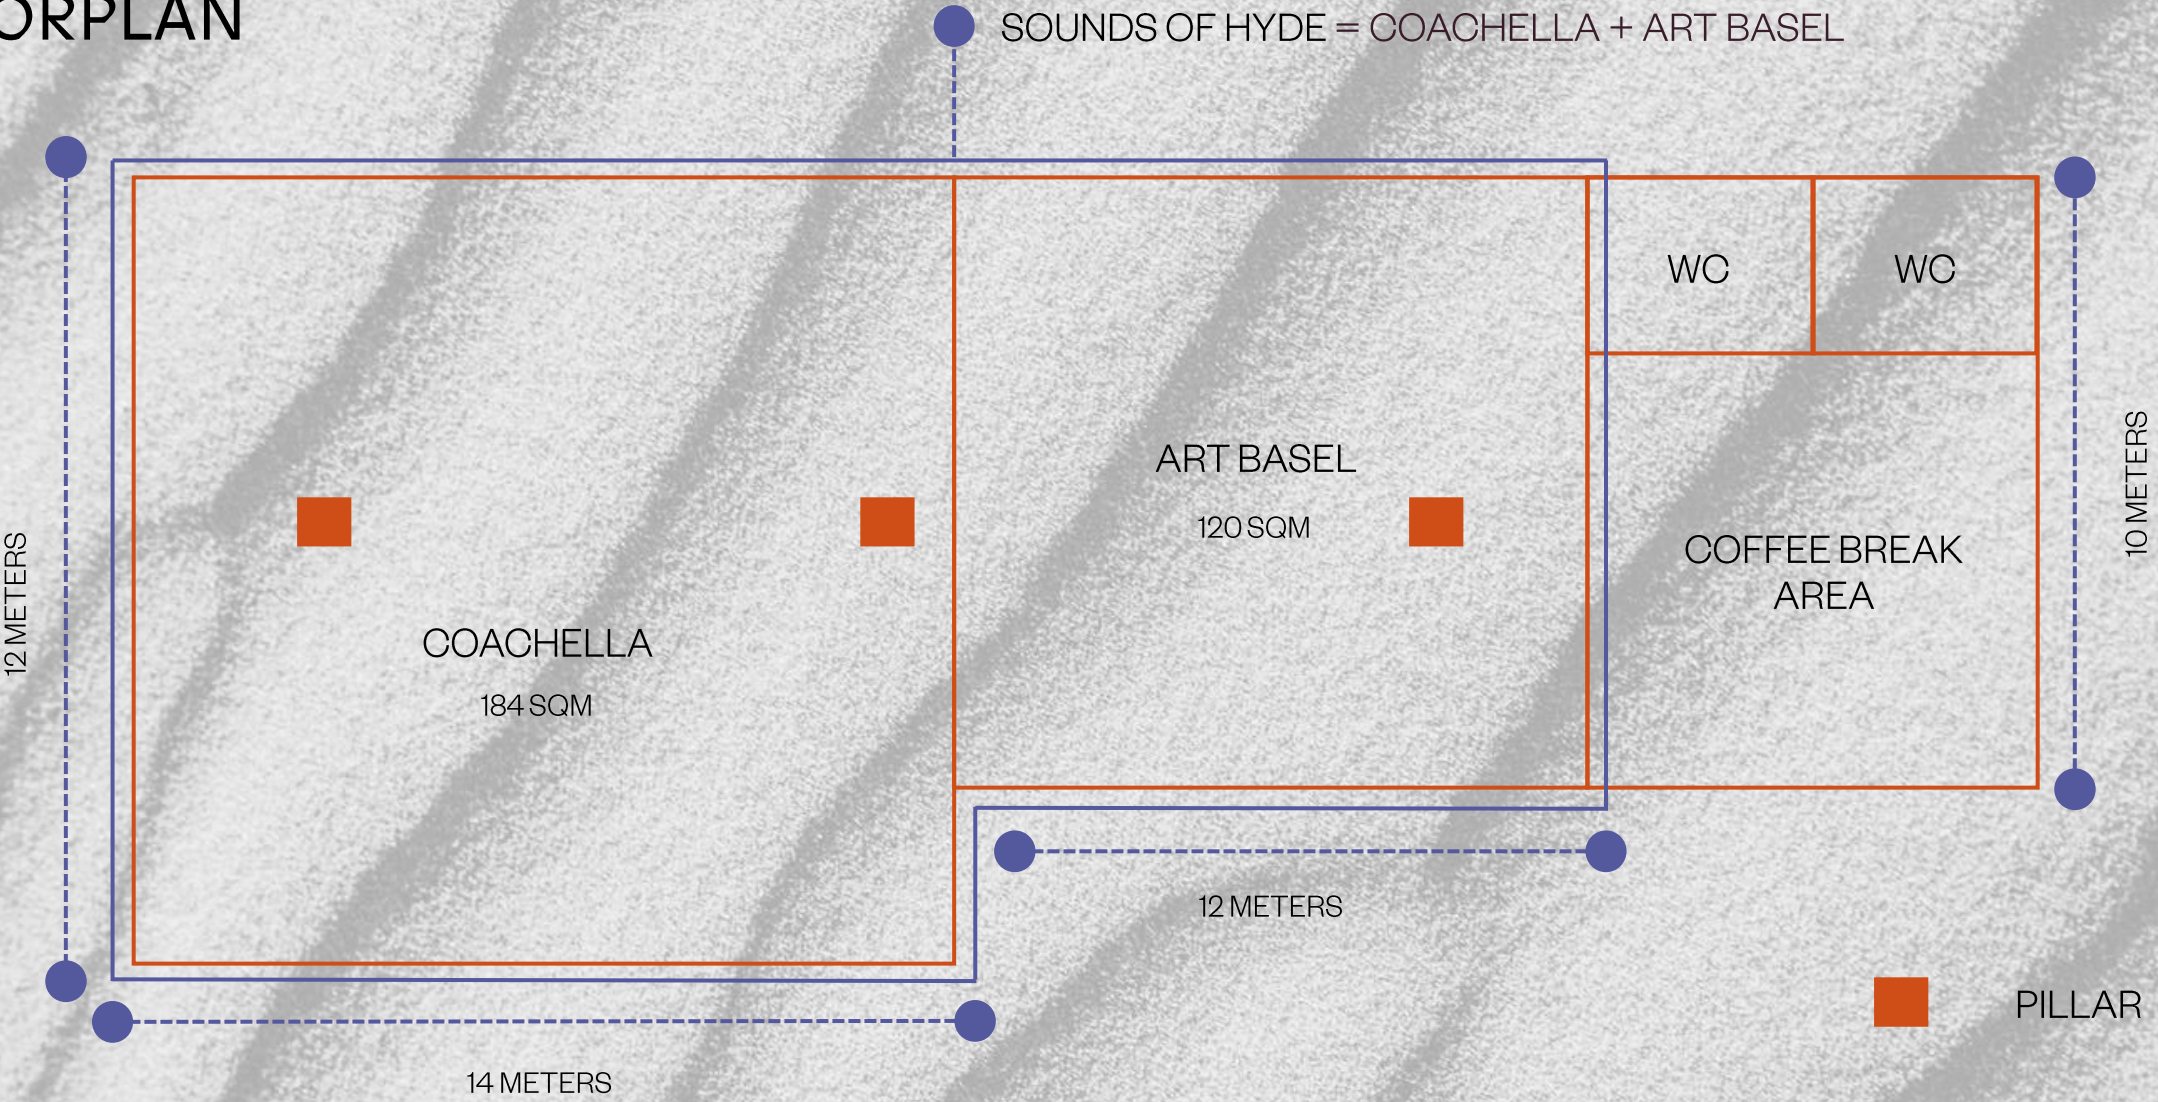 ORPLAN
SOUNDS OF HYDE = COACHELLA + ART BASEL
WC
WC
ART BASEL
120 SQM
COFFEE BREAK
AREA
10 METERS
12 METERS
COACHELLA
184 SQM
12 METERS
PILLAR
14 METERS